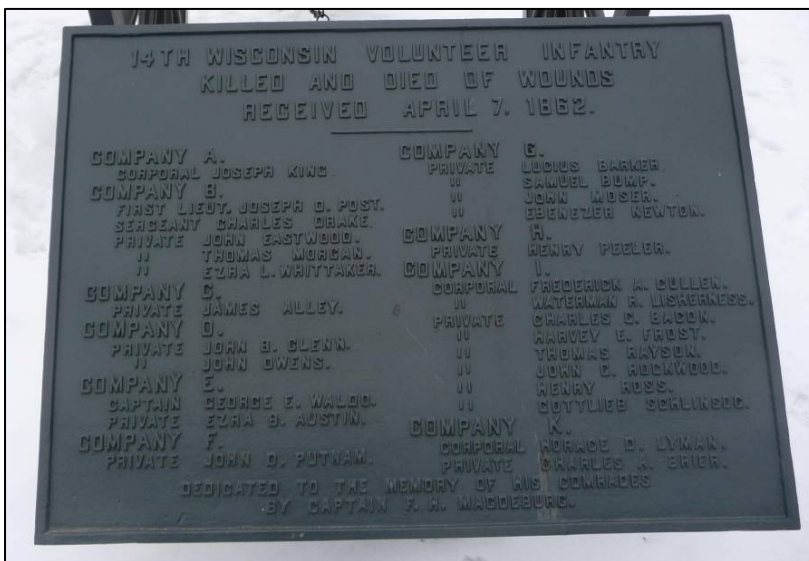 14TH WISCONSIN VOLUNTEER INFANTRY
KILLED AND DIED OF WOUNDS
RECEIVED APRIL 7, 1862.
COMPANY A.
CORPORAL JOSEPH KING.
COMPANY B.
FIRST LIEUT. JOSEPH D. POST.
SERGEANT CHARLES DRAKE.
PRIVATE JOHN EASTWOOD.
" THOMAS MORGAN.
" EZRA L. WHITTAKER.
COMPANY C.
PRIVATE JAMES ALLEY.
COMPANY D.
PRIVATE JOHN B. GLENN.
" JOHN OWENS.
COMPANY E.
CAPTAIN GEORGE E. WALDO.
PRIVATE EZRA B. AUSTIN.
COMPANY F.
PRIVATE JOHN D. PUTNAM.
COMPANY G.
PRIVATE LUCIUS BARKER.
" SAMUEL BUMP.
" JOHN MOSER.
" EBENEZER NEWTON.
COMPANY H.
PRIVATE HENRY PEELER.
COMPANY I.
CORPORAL FREDERICK A. CULLEN.
" WATERMAN R. LISHERNESS.
PRIVATE CHARLES C. BACON.
" HARVEY E. FROST.
" THOMAS RAYSON.
" JOHN C. ROCKWOOD.
" HENRY ROSS.
" GOTTLIEB SCHLINSOG.
COMPANY K.
CORPORAL HORACE D. LYMAN.
PRIVATE CHARLES A. BRIER.
DEDICATED TO THE MEMORY OF HIS COMRADES
BY CAPTAIN F. H. MAGDEBURG.